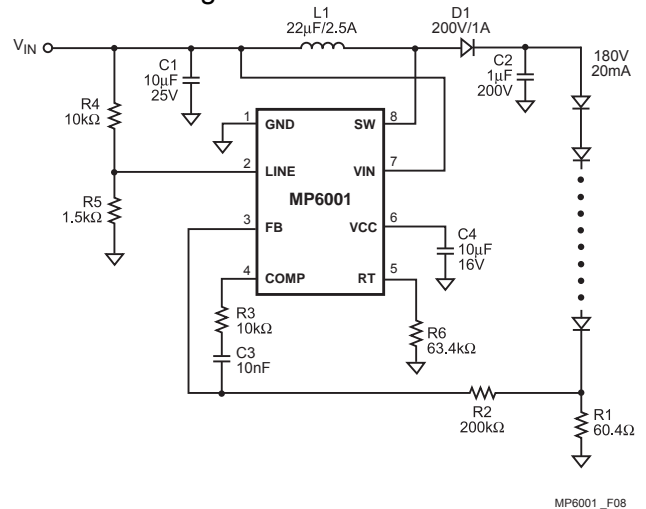 L1
22µF/2.5A
D1
200V/1A
VIN
C1
10µF
25V
C2
1µF
200V
180V
20mA
R4
10kΩ
1
GND
SW
8
2
LINE
VIN
7
MP6001
R5
1.5kΩ
3
FB
VCC
6
C4
10µF
16V
4
COMP
RT
5
R3
10kΩ
C3
10nF
R6
63.4kΩ
R2
200kΩ
R1
60.4Ω
MP6001_F08